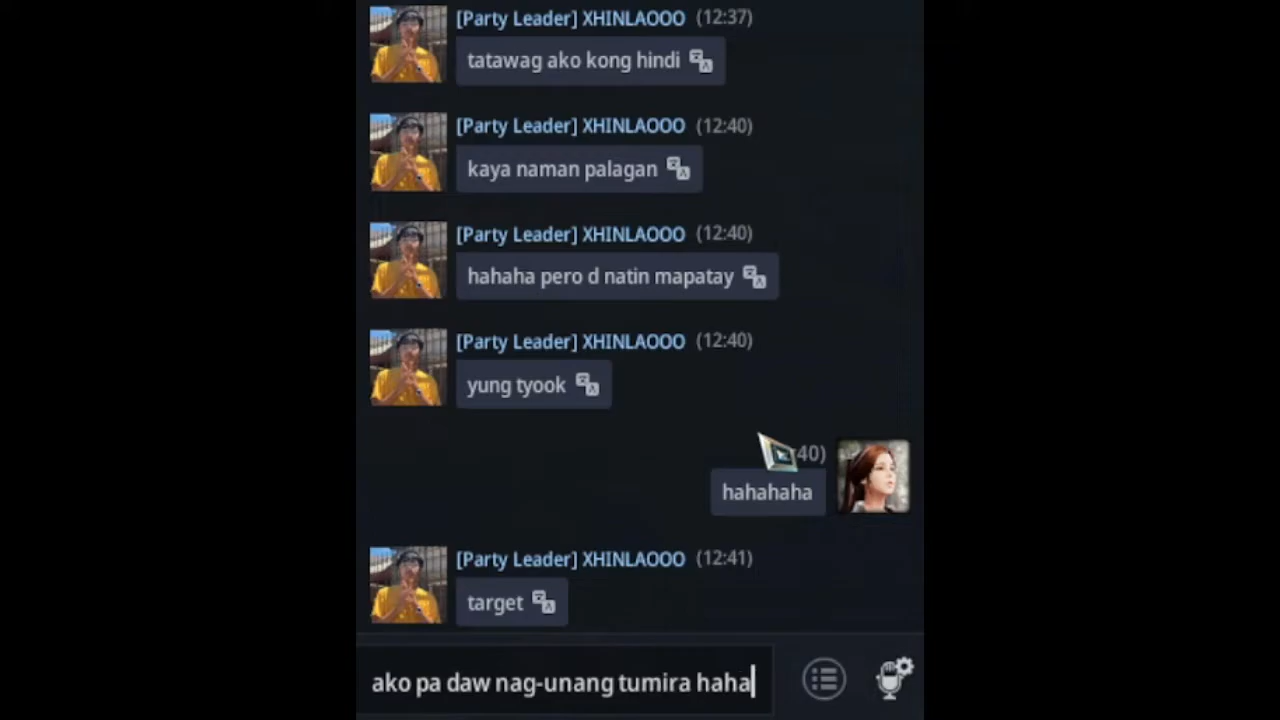 [Party Leader] XHINLAOOO (12:37)
tatawag ako kong hindi
[Party Leader] XHINLAOOO (12:40)
kaya naman palagan
[Party Leader] XHINLAOOO (12:40)
hahaha pero d natin mapatay
[Party Leader] XHINLAOOO (12:40)
yung tyook
40)
hahahaha
[Party Leader] XHINLAOOO (12:41)
target
ako pa daw nag-unang tumira haha